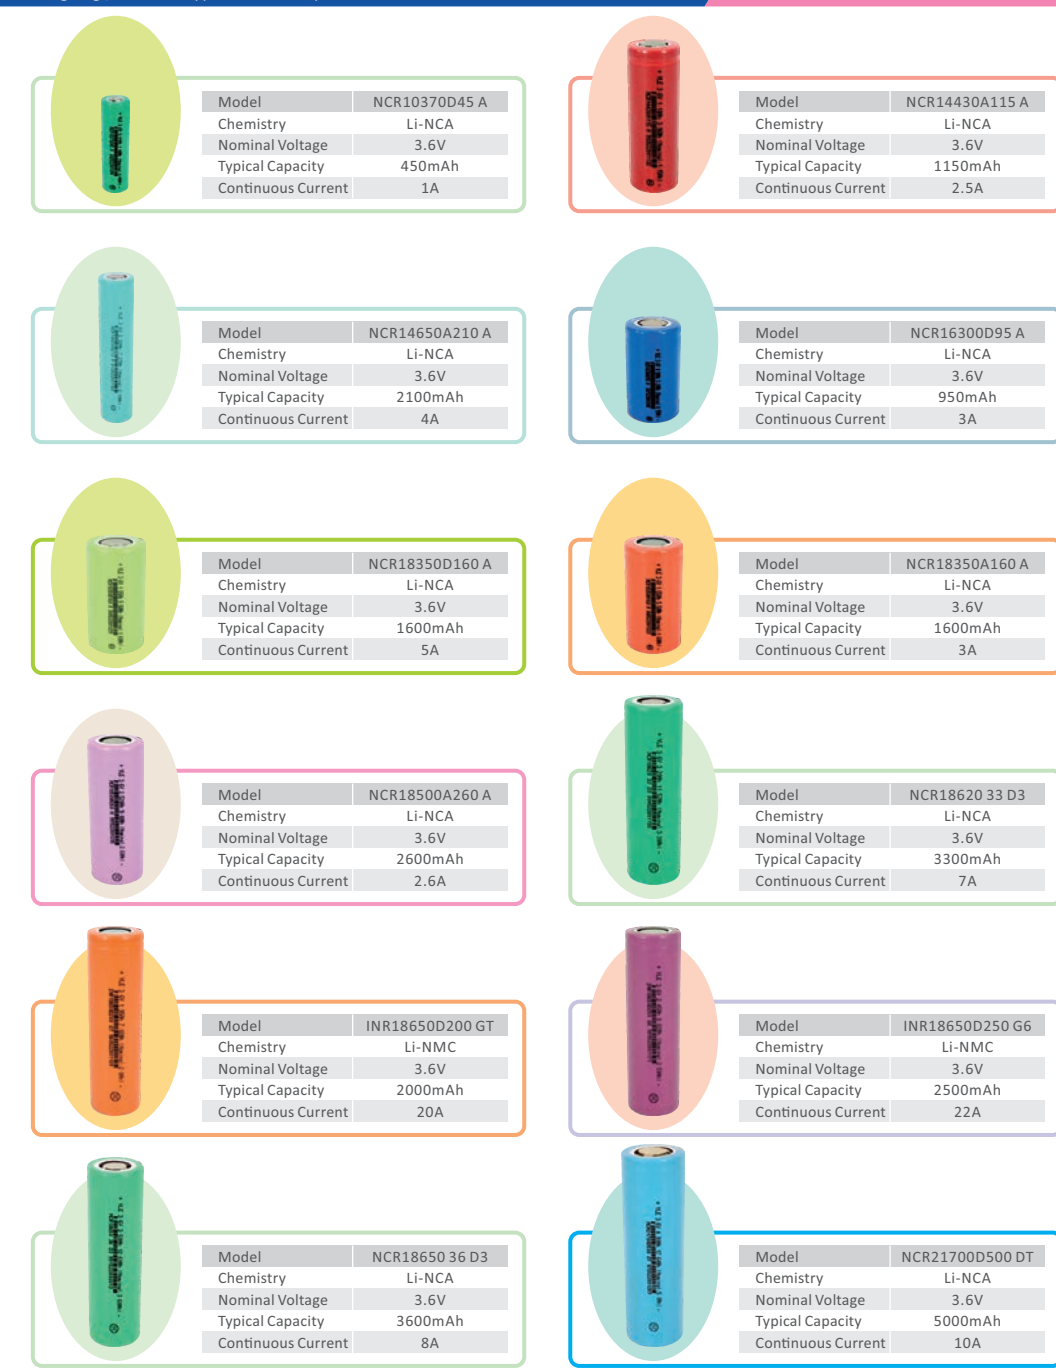 Model NCR10370D45 A
Chemistry Li-NCA
Nominal Voltage 3.6V
Typical Capacity 450mAh
Continuous Current 1A
Model NCR14430A115 A
Chemistry Li-NCA
Nominal Voltage 3.6V
Typical Capacity 1150mAh
Continuous Current 2.5A
Model NCR14650A210 A
Chemistry Li-NCA
Nominal Voltage 3.6V
Typical Capacity 2100mAh
Continuous Current 4A
Model NCR16300D95 A
Chemistry Li-NCA
Nominal Voltage 3.6V
Typical Capacity 950mAh
Continuous Current 3A
Model NCR18350D160 A
Chemistry Li-NCA
Nominal Voltage 3.6V
Typical Capacity 1600mAh
Continuous Current 5A
Model NCR18350A160 A
Chemistry Li-NCA
Nominal Voltage 3.6V
Typical Capacity 1600mAh
Continuous Current 3A
Model NCR18500A260 A
Chemistry Li-NCA
Nominal Voltage 3.6V
Typical Capacity 2600mAh
Continuous Current 2.6A
Model NCR18620 33 D3
Chemistry Li-NCA
Nominal Voltage 3.6V
Typical Capacity 3300mAh
Continuous Current 7A
Model INR18650D200 GT
Chemistry Li-NMC
Nominal Voltage 3.6V
Typical Capacity 2000mAh
Continuous Current 20A
Model INR18650D250 G6
Chemistry Li-NMC
Nominal Voltage 3.6V
Typical Capacity 2500mAh
Continuous Current 22A
Model NCR18650 36 D3
Chemistry Li-NCA
Nominal Voltage 3.6V
Typical Capacity 3600mAh
Continuous Current 8A
Model NCR21700D500 DT
Chemistry Li-NCA
Nominal Voltage 3.6V
Typical Capacity 5000mAh
Continuous Current 10A